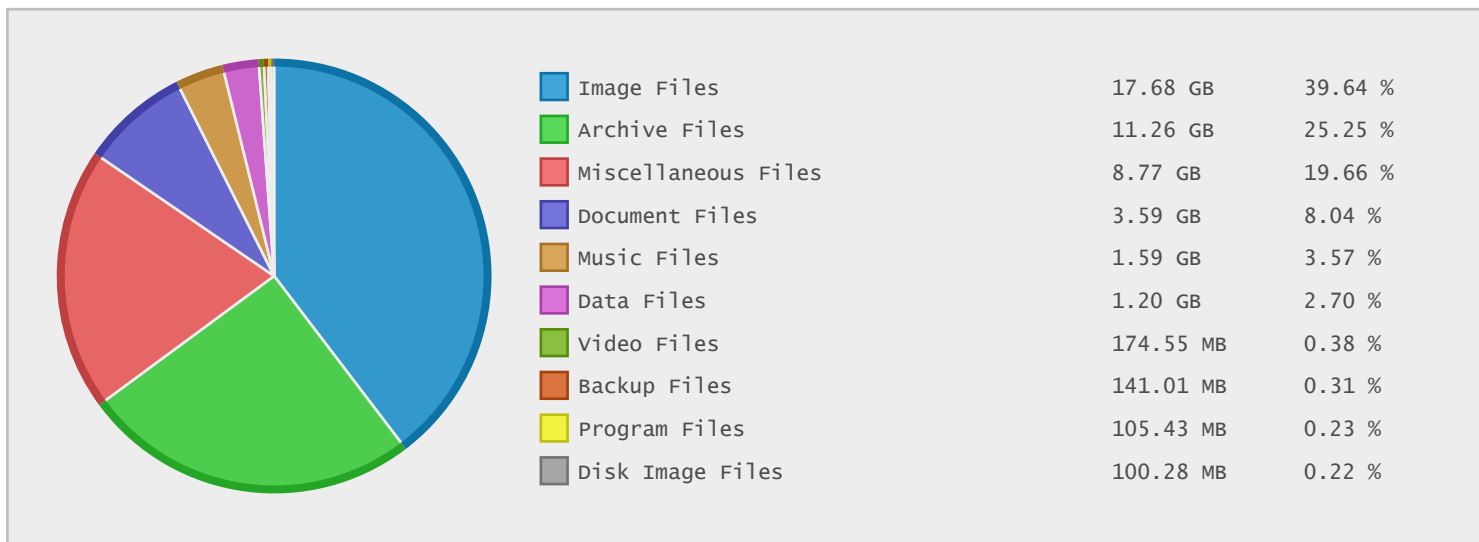 Image Files 17.68 GB 39.64 %
Archive Files 11.26 GB 25.25 %
Miscellaneous Files 8.77 GB 19.66 %
Document Files 3.59 GB 8.04 %
Music Files 1.59 GB 3.57 %
Data Files 1.20 GB 2.70 %
Video Files 174.55 MB 0.38 %
Backup Files 141.01 MB 0.31 %
Program Files 105.43 MB 0.23 %
Disk Image Files 100.28 MB 0.22 %